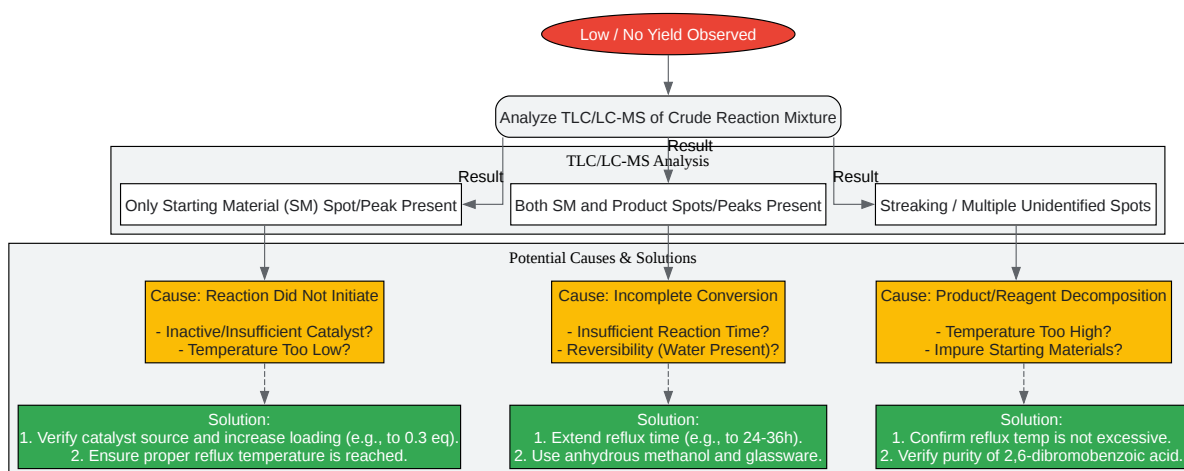 Low / No Yield Observed
Analyze TLC/LC-MS of Crude Reaction Mixture
Result
TLC/LC-MS Analysis
Result
Result
Only Starting Material (SM) Spot/Peak Present
Both SM and Product Spots/Peaks Present
Streaking / Multiple Unidentified Spots
Potential Causes & Solutions
Cause: Reaction Did Not Initiate
- Inactive/Insufficient Catalyst?
- Temperature Too Low?
Cause: Incomplete Conversion
- Insufficient Reaction Time?
- Reversibility (Water Present)?
Cause: Product/Reagent Decomposition
- Temperature Too High?
- Impure Starting Materials?
Solution:
1. Verify catalyst source and increase loading (e.g., to 0.3 eq).
2. Ensure proper reflux temperature is reached.
Solution:
1. Extend reflux time (e.g., to 24-36h).
2. Use anhydrous methanol and glassware.
Solution:
1. Confirm reflux temp is not excessive.
2. Verify purity of 2,6-dibromobenzoic acid.